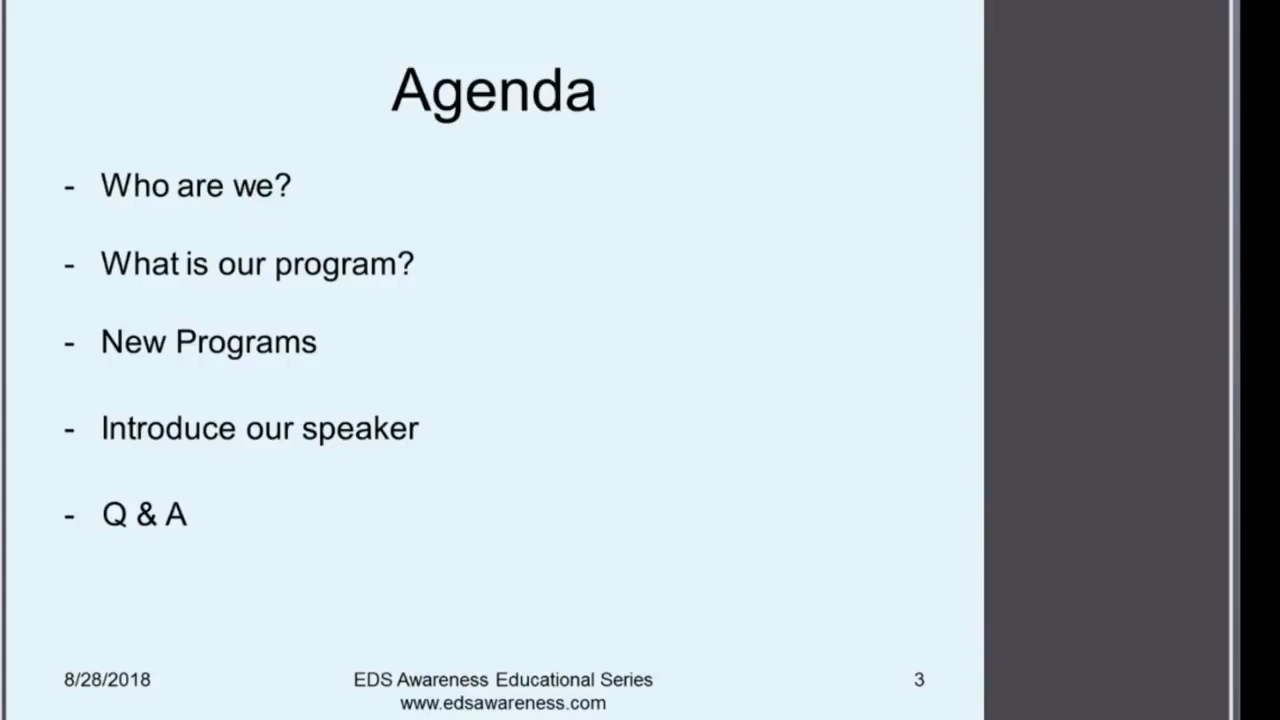 Agenda
- Who are we?
- What is our program?
- New Programs
- Introduce our speaker
- Q & A
8/28/2018 EDS Awareness Educational Series 3
www.edsawareness.com